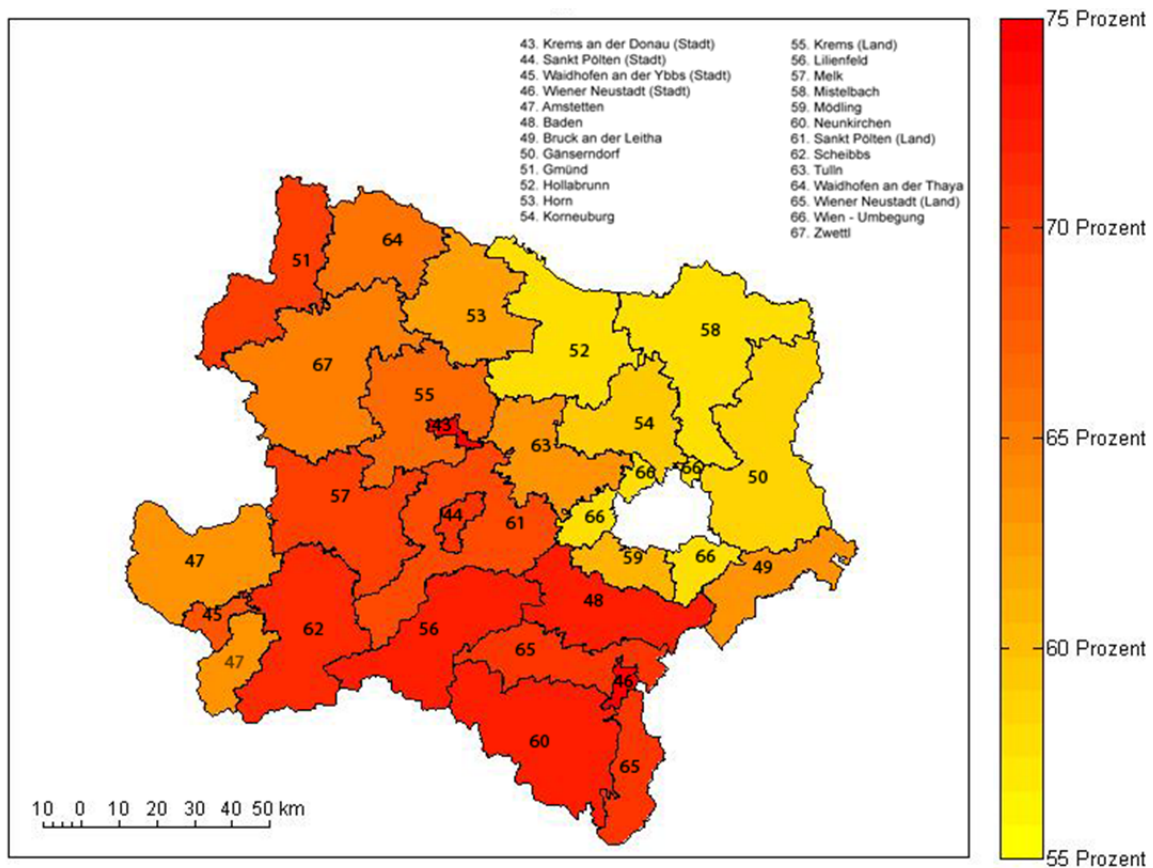 43. Krems an der Donau (Stadt)
44. Sankt Pölten (Stadt)
45. Waidhofen an der Ybbs (Stadt)
46. Wiener Neustadt (Stadt)
47. Amstetten
48. Baden
49. Bruck an der Leitha
50. Gänserndorf
51. Gmünd
52. Hollabrunn
53. Horn
54. Korneuburg
55. Krems (Land)
56. Lilienfeld
57. Melk
58. Mistelbach
59. Mödling
60. Neunkirchen
61. Sankt Pölten (Land)
62. Scheibbs
63. Tulln
64. Waidhofen an der Thaya
65. Wiener Neustadt (Land)
66. Wien - Umbegung
67. Zwettl
75 Prozent
70 Prozent
65 Prozent
60 Prozent
55 Prozent
64
51
53
58
52
67
55
43
54
63
66
66
50
57
44
61
66
47
59
66
49
48
45
62
56
65
47
46
60
65
10 0 10 20 30 40 50 km